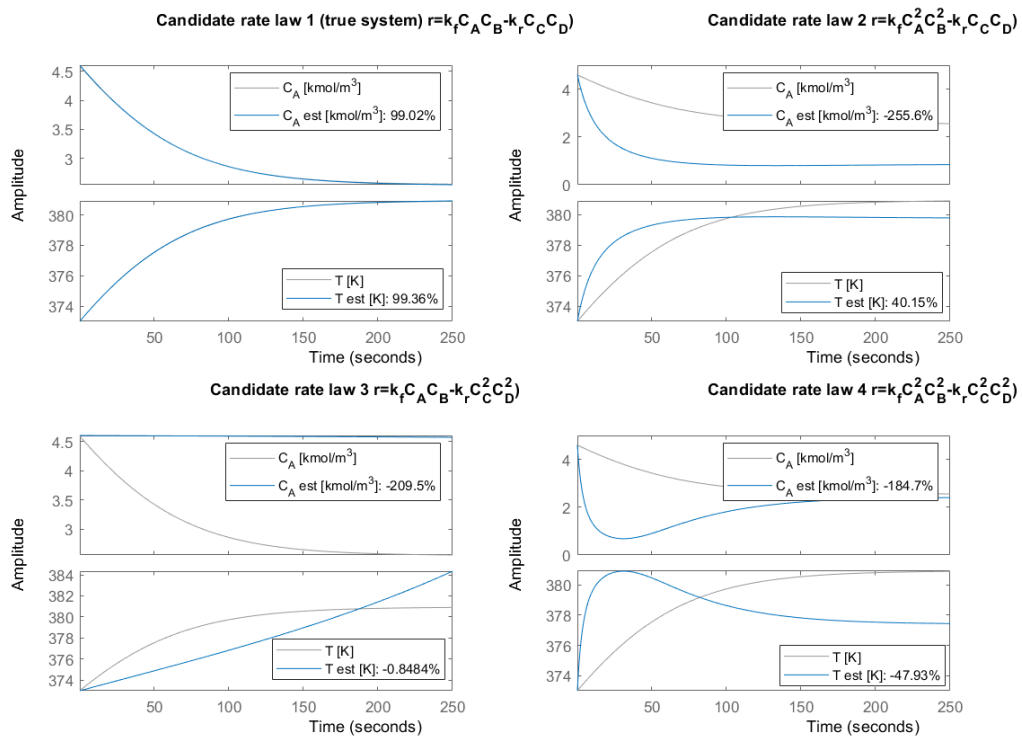 Candidate rate law 1 (true system) r=k_fC_AC_B-k_rC_CC_D)
4.5
4
3.5
3
C_A [kmol/m^3]
C_A est [kmol/m^3]: 99.02%
Amplitude
380
378
376
374
T [K]
T est [K]: 99.36%
50 100 150 200 250
Time (seconds)
Candidate rate law 2 r=k_fC_A^2C_B^2-k_rC_CC_D)
4
2
0
C_A [kmol/m^3]
C_A est [kmol/m^3]: -255.6%
Amplitude
380
378
376
374
T [K]
T est [K]: 40.15%
50 100 150 200 250
Time (seconds)
Candidate rate law 3 r=k_fC_AC_B-k_rC_C^2C_D^2)
4.5
4
3.5
3
C_A [kmol/m^3]
C_A est [kmol/m^3]: -209.5%
Amplitude
384
382
380
378
376
374
T [K]
T est [K]: -0.8484%
50 100 150 200 250
Time (seconds)
Candidate rate law 4 r=k_fC_A^2C_B^2-k_rC_C^2C_D^2)
4
2
0
C_A [kmol/m^3]
C_A est [kmol/m^3]: -184.7%
Amplitude
380
378
376
374
T [K]
T est [K]: -47.93%
50 100 150 200 250
Time (seconds)